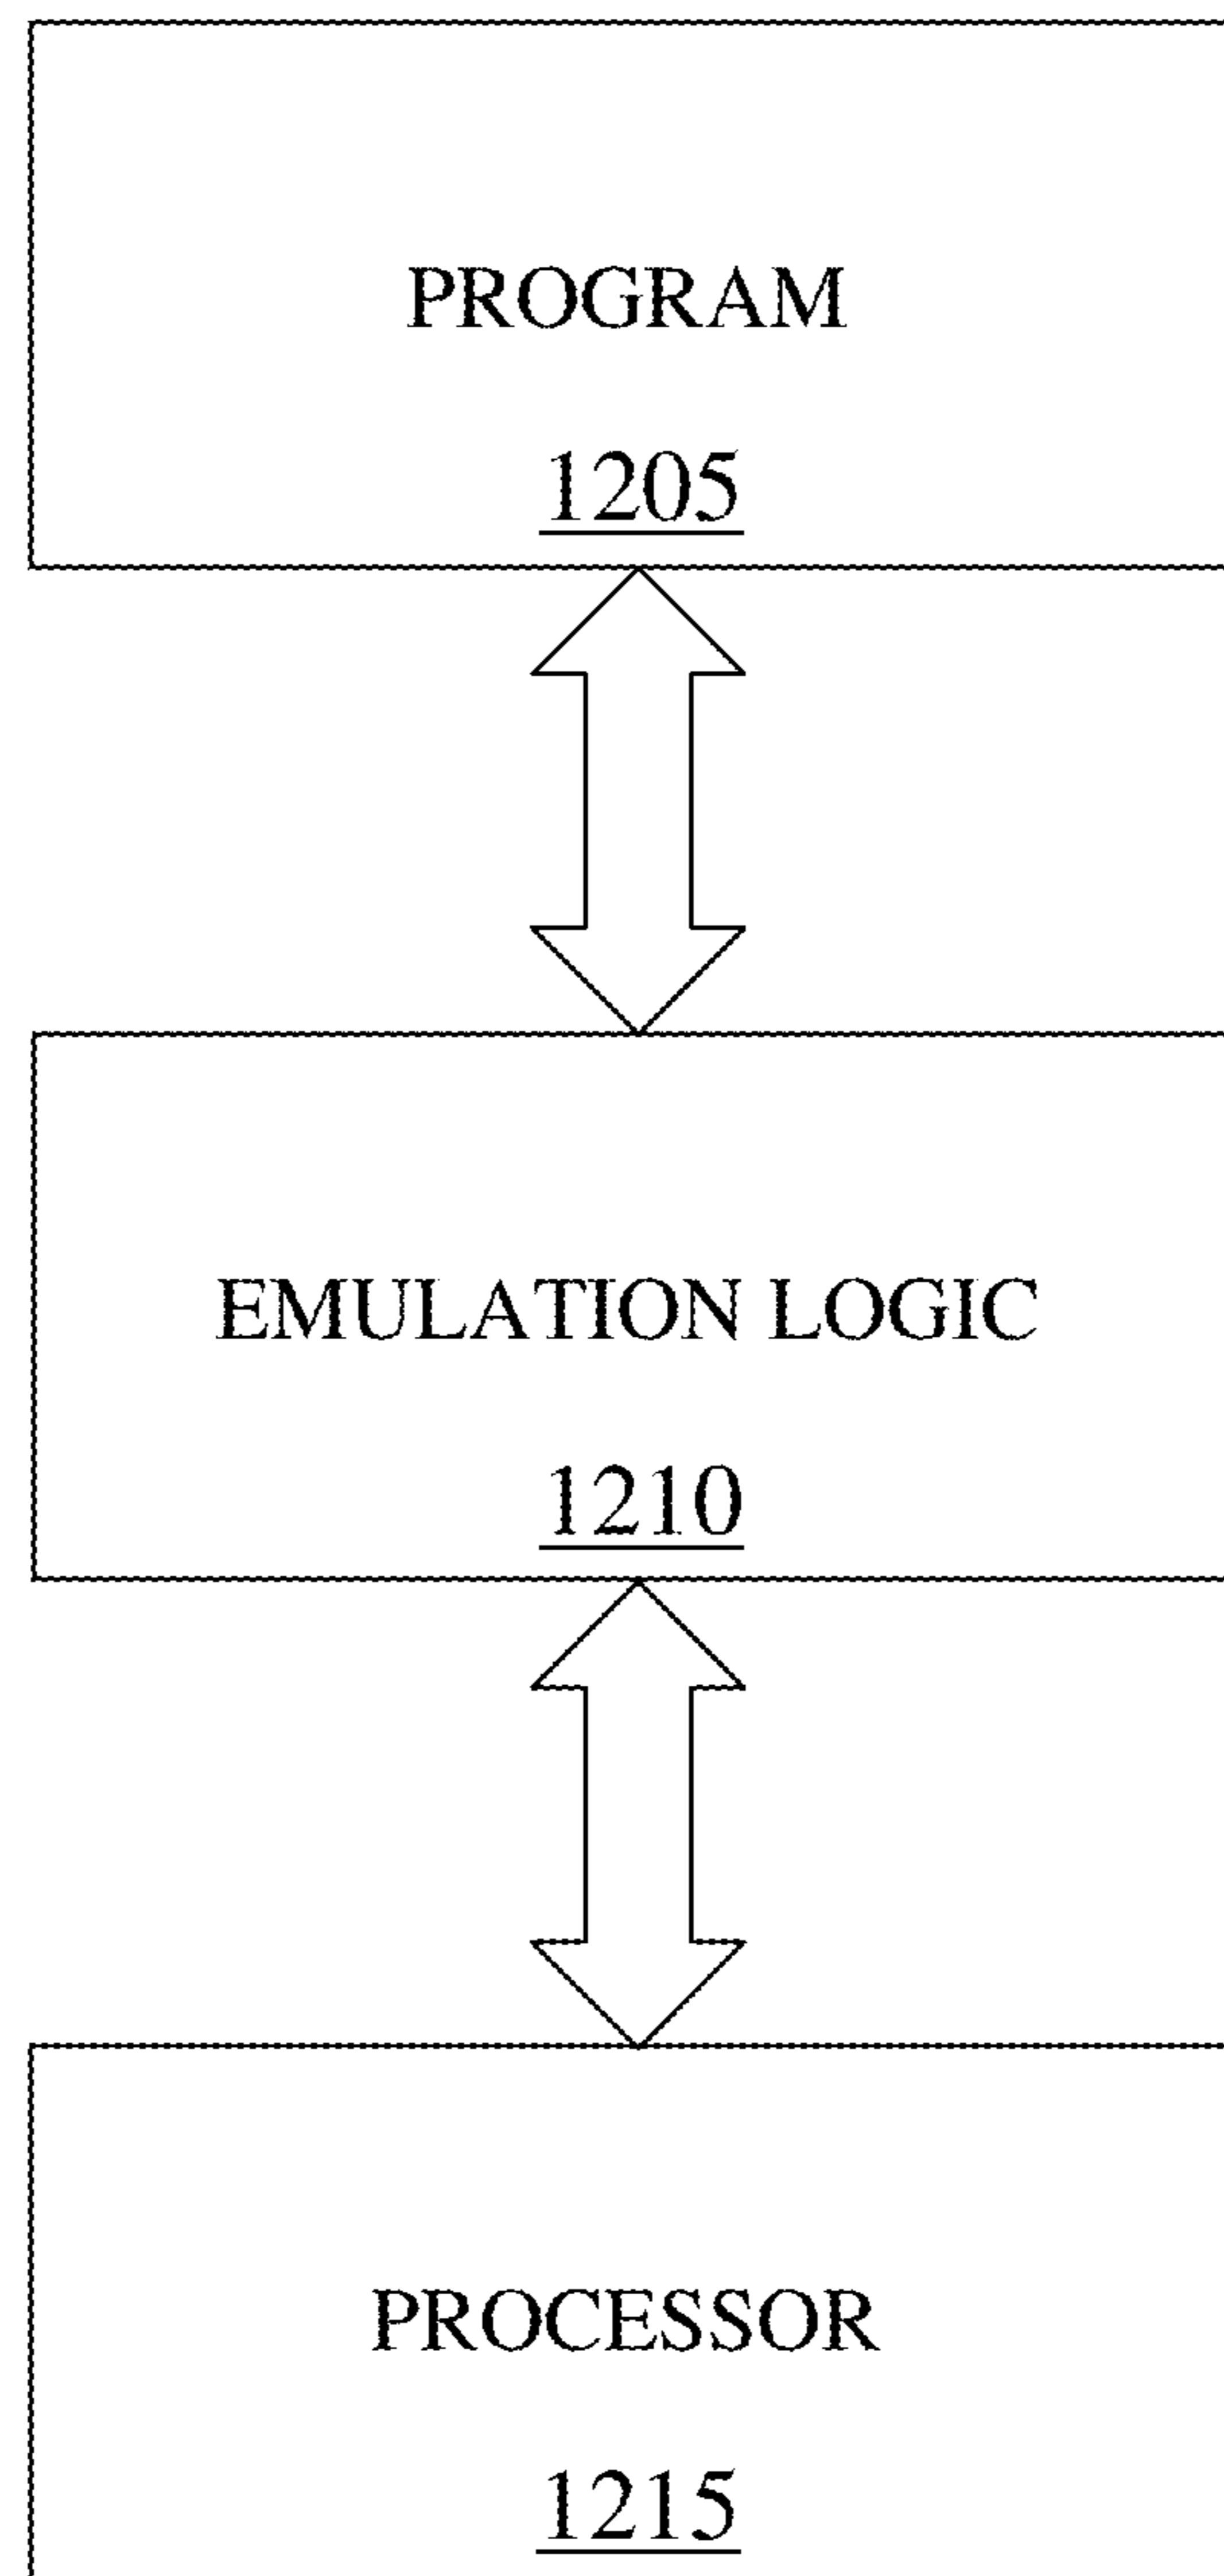 PROGRAM
1205
EMULATION LOGIC
1210
PROCESSOR
1215